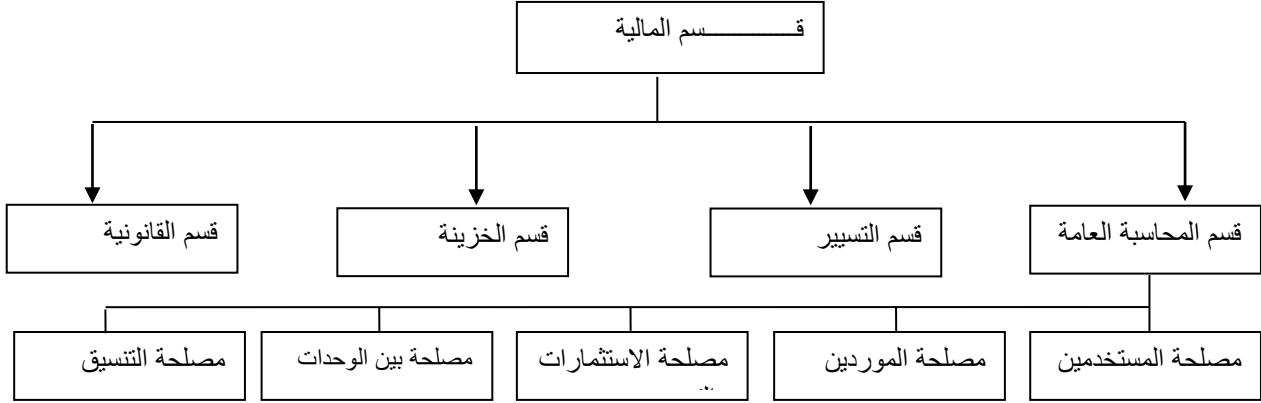 قــــــــــــسم المالية
قسم المحاسبة العامة
قسم التسيير
قسم الخزينة
قسم القانونية
مصلحة المستخدمين
مصلحة الموردين
مصلحة الاستثمارات
مصلحة بين الوحدات
مصلحة التنسيق